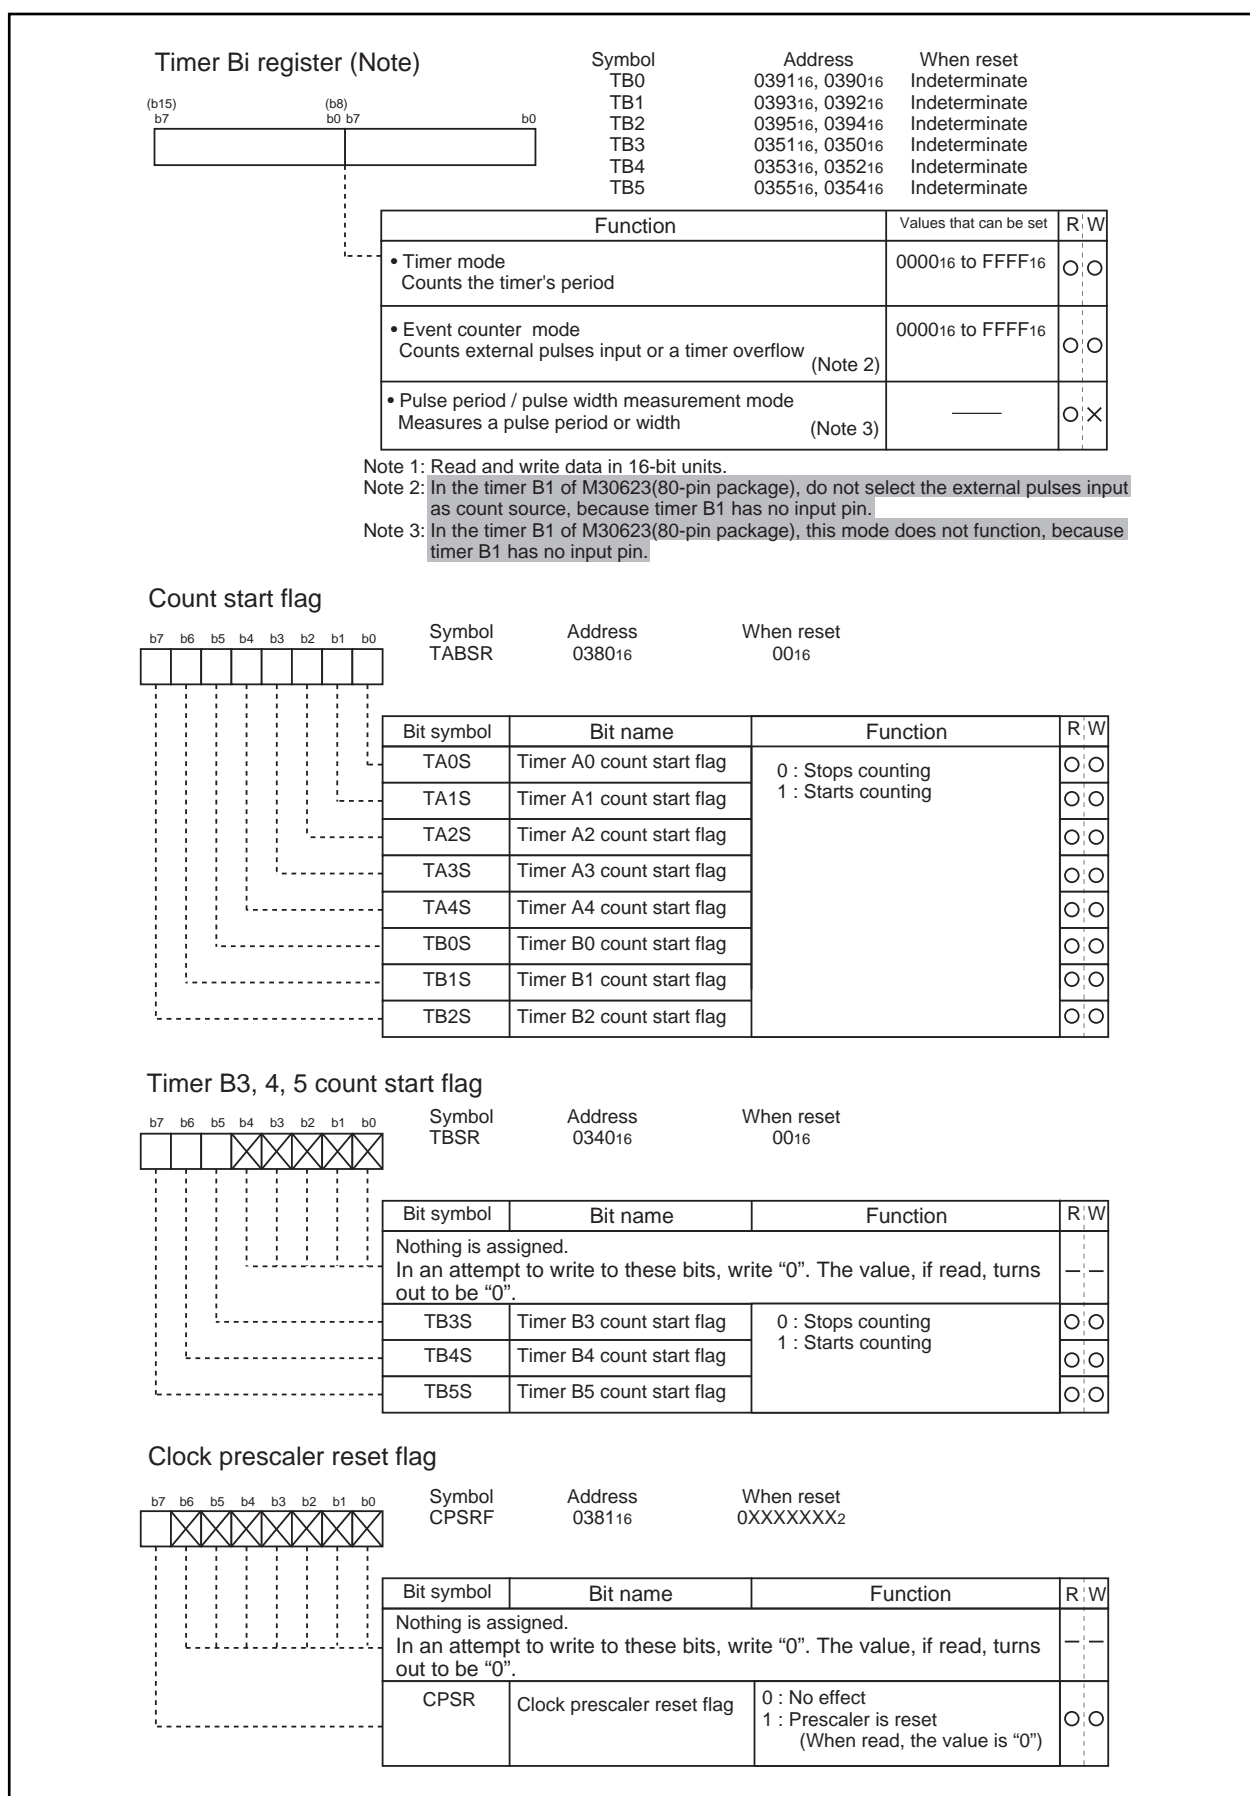 Timer Bi register (Note)
Symbol Address When reset
TB0 039116, 039016 Indeterminate
TB1 039316, 039216 Indeterminate
TB2 039516, 039416 Indeterminate
TB3 035116, 035016 Indeterminate
TB4 035316, 035216 Indeterminate
TB5 035516, 035416 Indeterminate
(b15) (b8)
b7 b0 b7 b0
Function Values that can be set R W
• Timer mode 000016 to FFFF16
Counts the timer's period
• Event counter mode 000016 to FFFF16
Counts external pulses input or a timer overflow
(Note 2)
• Pulse period / pulse width measurement mode
Measures a pulse period or width
(Note 3)
Note 1: Read and write data in 16-bit units.
Note 2: In the timer B1 of M30623(80-pin package), do not select the external pulses input
as count source, because timer B1 has no input pin.
Note 3: In the timer B1 of M30623(80-pin package), this mode does not function, because
timer B1 has no input pin.
Count start flag
b7 b6 b5 b4 b3 b2 b1 b0
Symbol Address When reset
TABSR 038016 0016
Bit symbol Bit name Function R W
TA0S Timer A0 count start flag 0 : Stops counting
TA1S Timer A1 count start flag 1 : Starts counting
TA2S Timer A2 count start flag
TA3S Timer A3 count start flag
TA4S Timer A4 count start flag
TB0S Timer B0 count start flag
TB1S Timer B1 count start flag
TB2S Timer B2 count start flag
Timer B3, 4, 5 count start flag
b7 b6 b5 b4 b3 b2 b1 b0
Symbol Address When reset
TBSR 034016 0016
Bit symbol Bit name Function R W
Nothing is assigned.
In an attempt to write to these bits, write “0”. The value, if read, turns
out to be “0”.
TB3S Timer B3 count start flag 0 : Stops counting
TB4S Timer B4 count start flag 1 : Starts counting
TB5S Timer B5 count start flag
Clock prescaler reset flag
b7 b6 b5 b4 b3 b2 b1 b0
Symbol Address When reset
CPSRF 038116 0XXXXXXX2
Bit symbol Bit name Function R W
Nothing is assigned.
In an attempt to write to these bits, write “0”. The value, if read, turns
out to be “0”.
CPSR Clock prescaler reset flag 0 : No effect
1 : Prescaler is reset
(When read, the value is “0”)